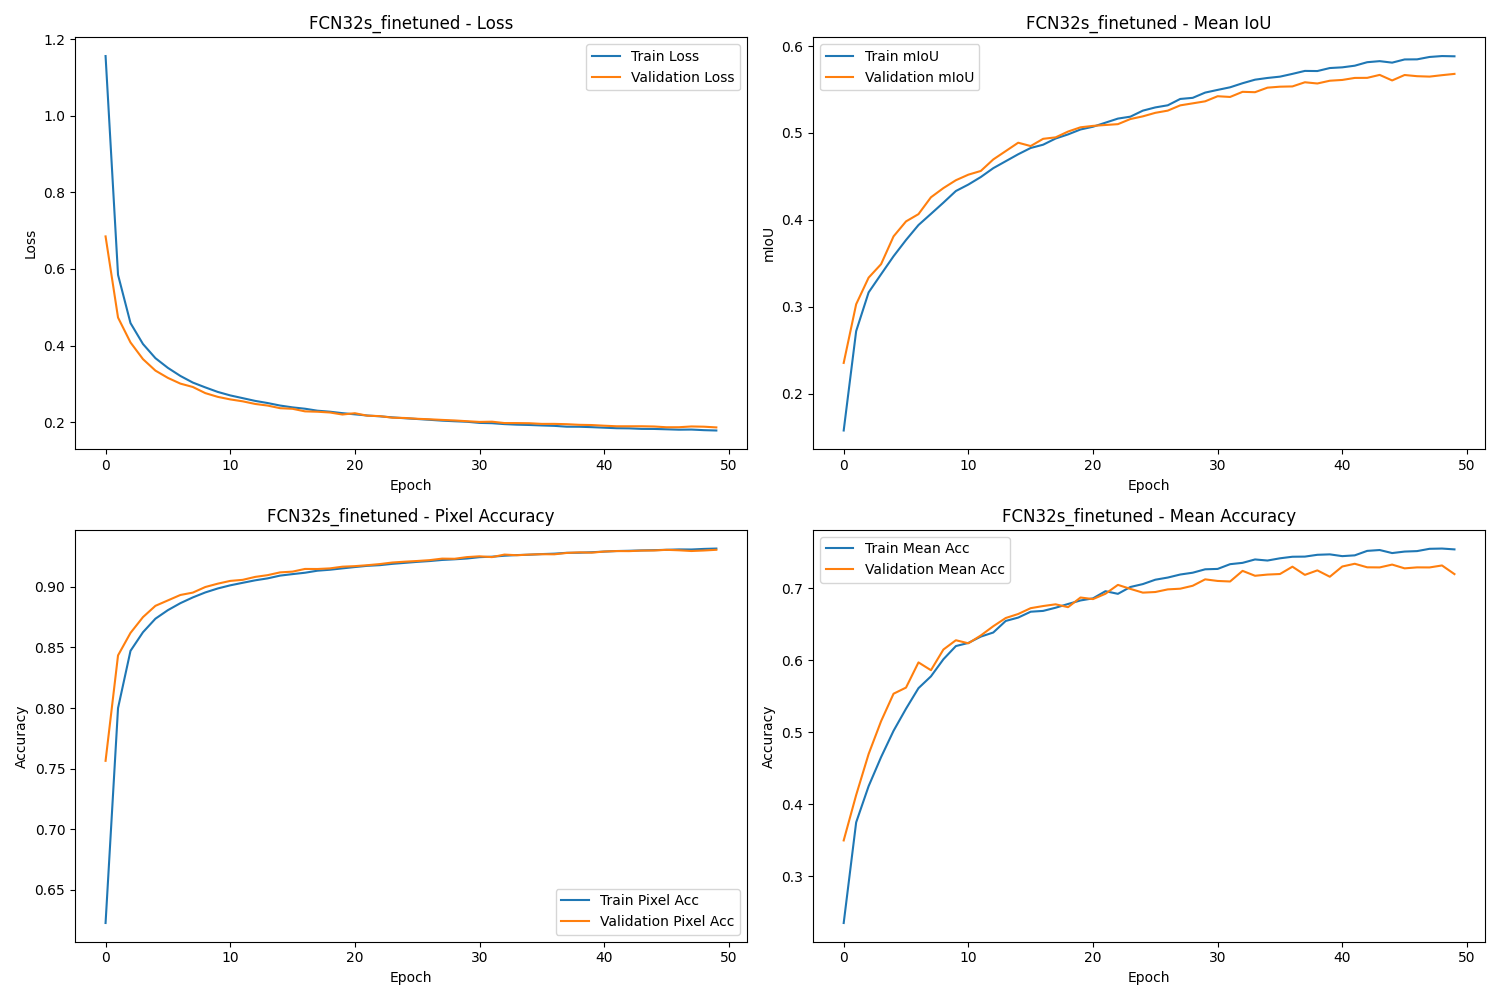 FCN32s_finetuned - Loss
1.2
1.0
0.8
0.6
0.4
0.2
Loss
Train Loss
Validation Loss
0 10 20 30 40 50
Epoch
FCN32s_finetuned - Mean IoU
0.6
0.5
0.4
0.3
0.2
mIoU
Train mIoU
Validation mIoU
0 10 20 30 40 50
Epoch
FCN32s_finetuned - Pixel Accuracy
0.90
0.85
0.80
0.75
0.70
0.65
Accuracy
Train Pixel Acc
Validation Pixel Acc
0 10 20 30 40 50
Epoch
FCN32s_finetuned - Mean Accuracy
0.7
0.6
0.5
0.4
0.3
Accuracy
Train Mean Acc
Validation Mean Acc
0 10 20 30 40 50
Epoch